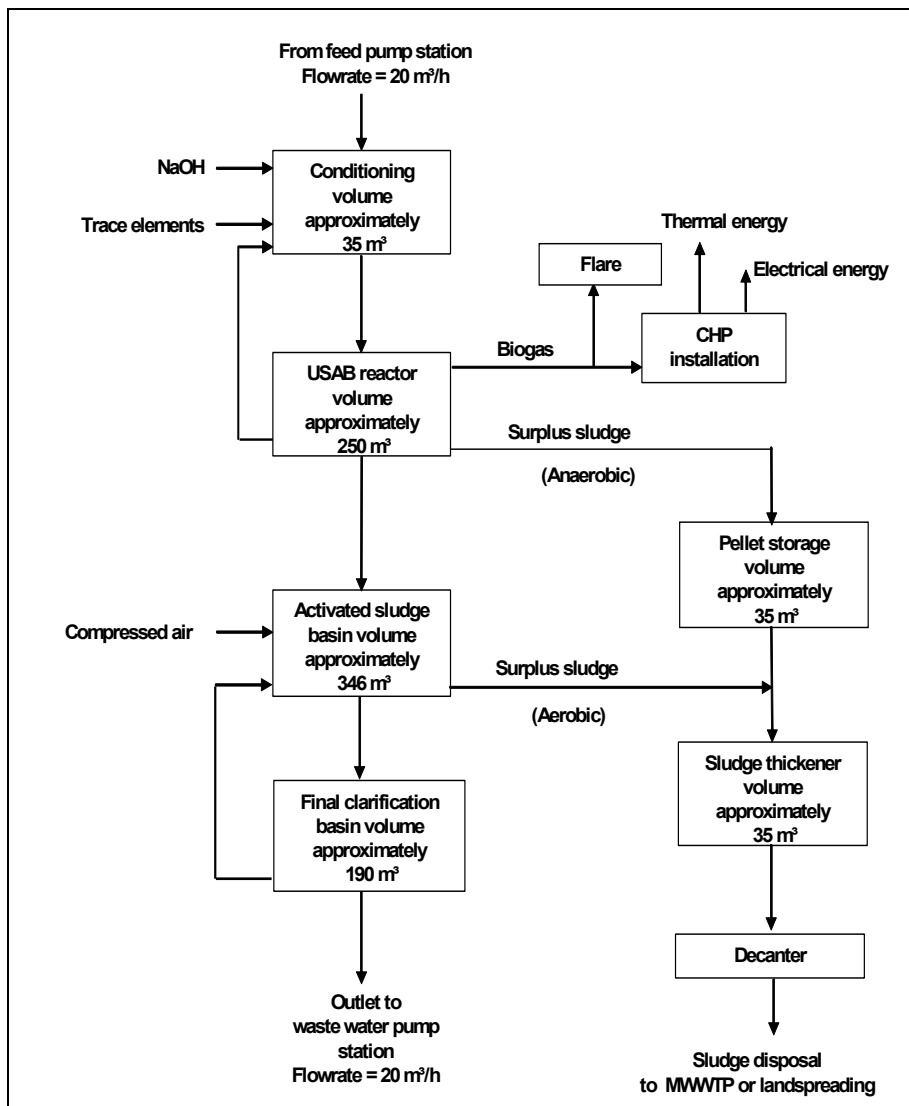 From feed pump station
Flowrate = 20 m³/h
NaOH
Trace elements
Conditioning
volume
approximately
35 m³
Thermal energy
Electrical energy
Flare
CHP
installation
Biogas
USAB reactor
volume
approximately
250 m³
Surplus sludge
(Anaerobic)
Pellet storage
volume
approximately
35 m³
Compressed air
Activated sludge
basin volume
approximately
346 m³
Surplus sludge
(Aerobic)
Sludge thickener
volume
approximately
35 m³
Final clarification
basin volume
approximately
190 m³
Decanter
Outlet to
waste water pump
station
Flowrate = 20 m³/h
Sludge disposal
to MWWTP or landspreading